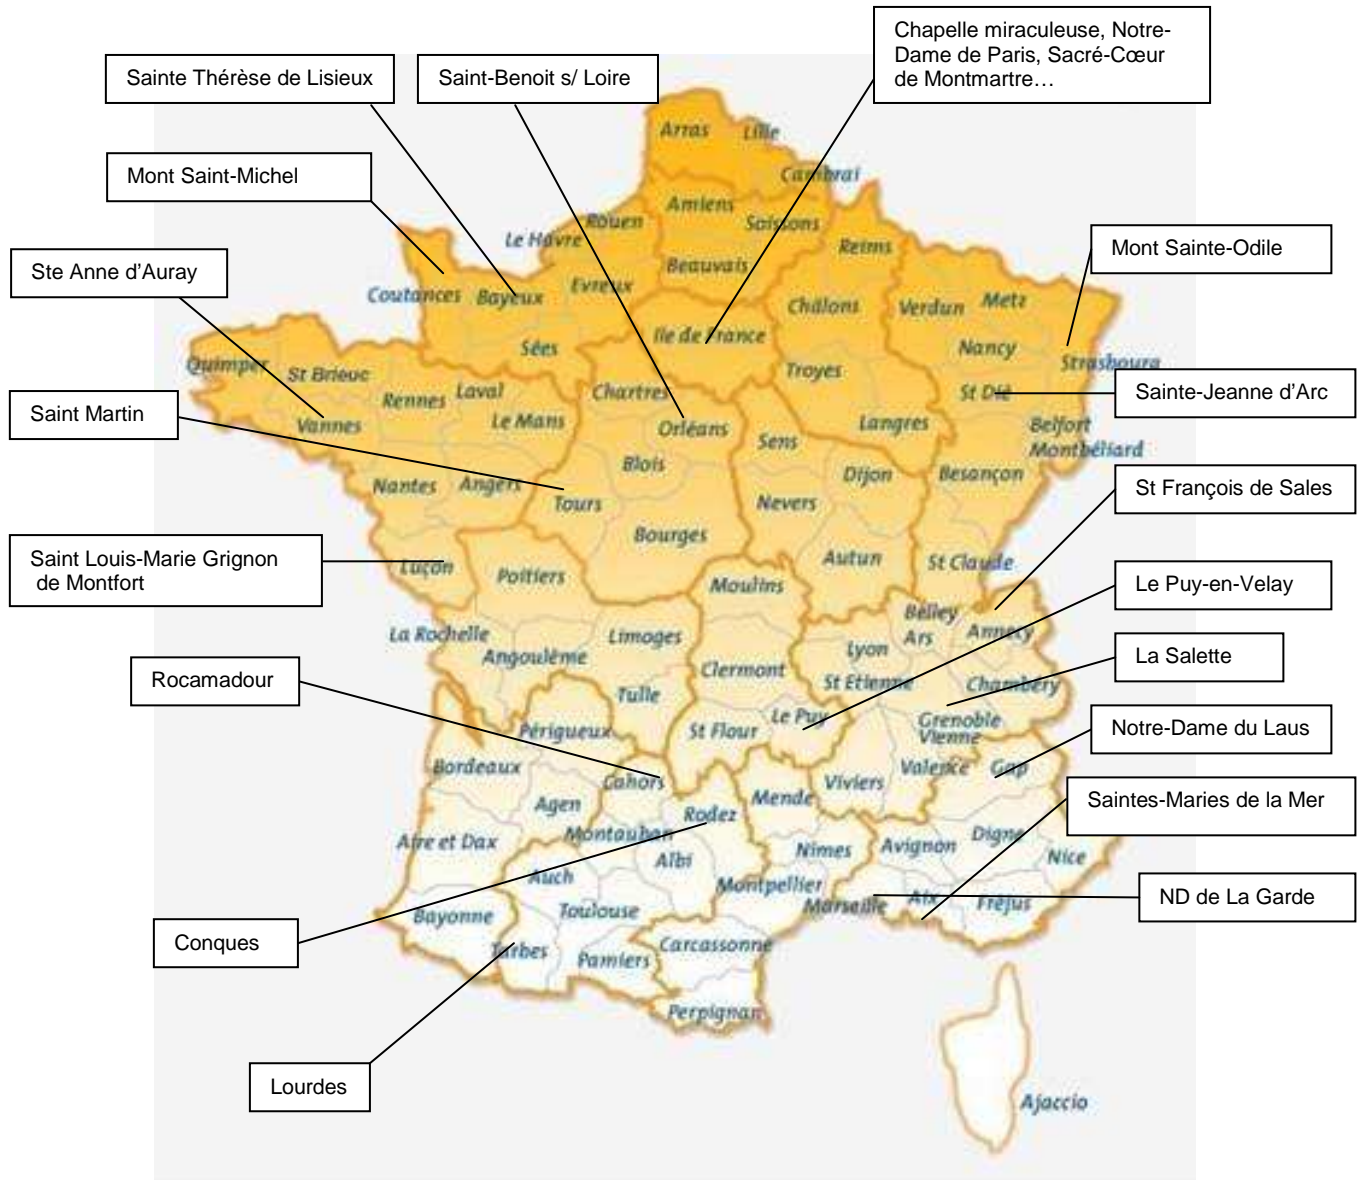 Chapelle miraculeuse, Notre-
Dame de Paris, Sacré-Cœur
de Montmartre…
Sainte Thérèse de Lisieux
Saint-Benoit s/ Loire
Mont Saint-Michel
Ste Anne d’Auray
Mont Sainte-Odile
Saint Martin
Sainte-Jeanne d’Arc
St François de Sales
Saint Louis-Marie Grignon
de Montfort
Le Puy-en-Velay
Rocamadour
La Salette
Notre-Dame du Laus
Saintes-Maries de la Mer
ND de La Garde
Conques
Lourdes
Arras
Lille
Cambrai
Amiens
Soissons
Rouen
Le Havre
Reims
Beauvais
Evreux
Coutances
Bayeux
Châlons
Verdun
Metz
Ile de France
Sées
Nancy
Strasbourg
Quimper
St Brieuc
Troyes
Rennes
Laval
Chartres
St Dié
Vannes
Le Mans
Orléans
Sens
Langres
Belfort
Montbéliard
Blois
Dijon
Besançon
Nantes
Angers
Tours
Nevers
Bourges
Autun
St Claude
Luçon
Poitiers
Moulins
Belley
Ars
Annecy
La Rochelle
Limoges
Lyon
Angoulême
Clermont
St Etienne
Chambéry
Tulle
Le Puy
Grenoble
Vienne
Périgueux
St Flour
Bordeaux
Cahors
Viviers
Valence
Gap
Agen
Mende
Rodez
Aire et Dax
Montauban
Albi
Nîmes
Avignon
Digne
Nice
Auch
Montpellier
Marseille
Aix
Fréjus
Bayonne
Toulouse
Tarbes
Pamiers
Carcassonne
Perpignan
Ajaccio